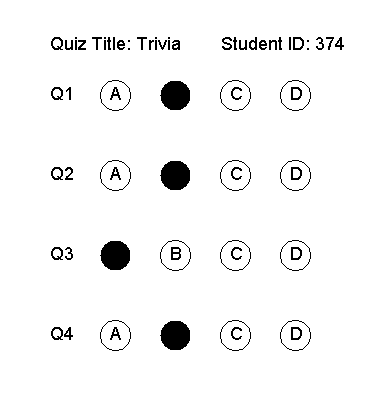 Quiz Title: Trivia Student ID: 374
Q1 A C D
Q2 A C D
Q3 B C D
Q4 A C D